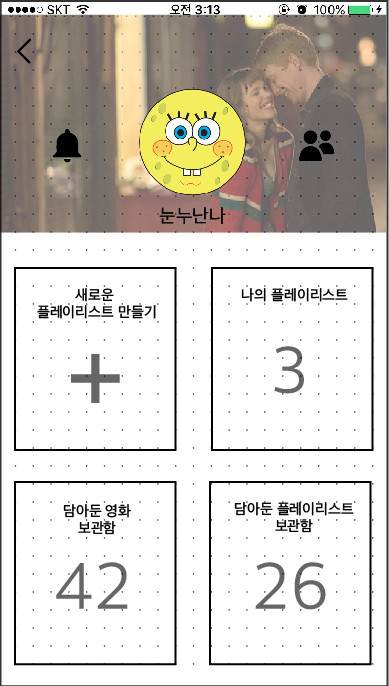 SKT 오전 3:13 100%
눈누난나
새로운
플레이리스트 만들기
+
나의 플레이리스트
3
담아둔 영화
보관함
42
담아둔 플레이리스트
보관함
26